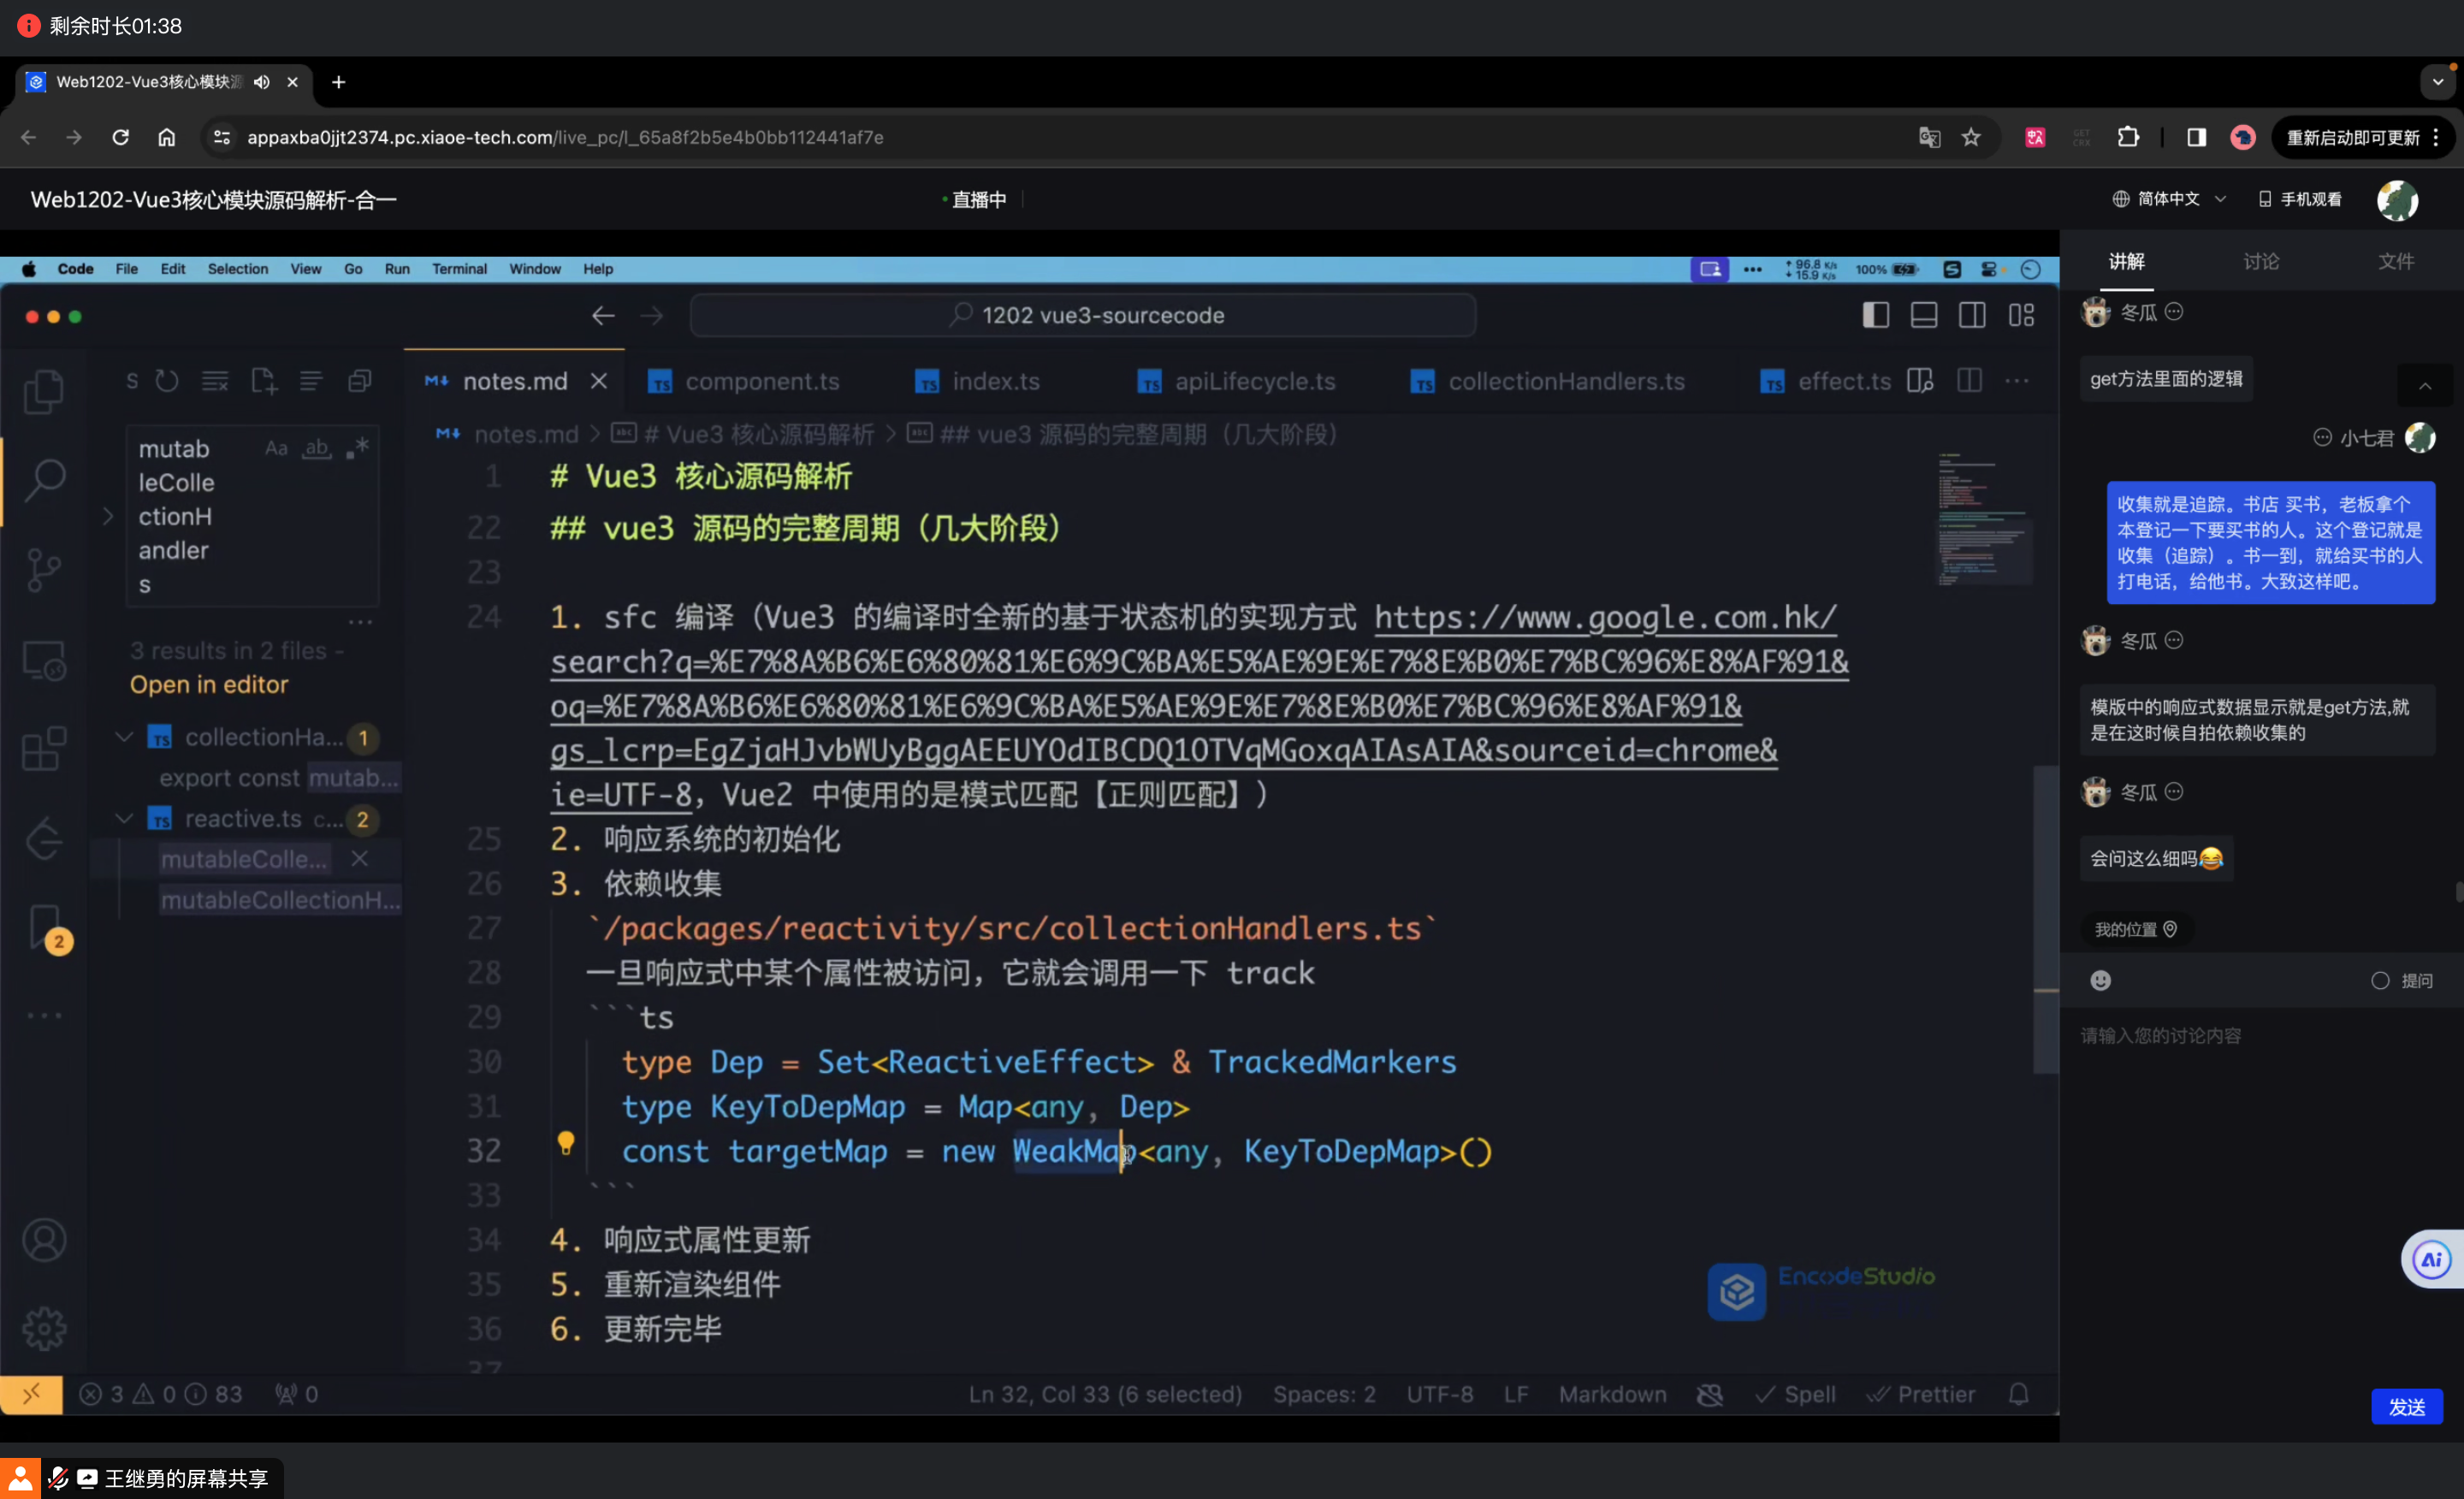 剩余时长01:38
Web1202-Vue3核心模块源
appaxba0jjt2374.pc.xiaoe-tech.com/live_pc/l_65a8f2b5e4b0bb112441af7e
GET CRX
重新启动即可更新
Web1202-Vue3核心模块源码解析-合一
直播中
简体中文
手机观看
Code File Edit Selection View Go Run Terminal Window Help
96.8 K/s
15.9 K/s
100%
1202 vue3-sourcecode
S
notes.md
TS component.ts
TS index.ts
TS apiLifecycle.ts
TS collectionHandlers.ts
TS effect.ts
notes.md > # Vue3 核心源码解析 > ## vue3 源码的完整周期（几大阶段）
mutab
leColle
ctionH
andler
s
Aa ab
3 results in 2 files -
Open in editor
TS collectionHa... 1
export const mutab...
TS reactive.ts c... 2
mutableColle...
mutableCollectionH...
2
1 # Vue3 核心源码解析
22 ## vue3 源码的完整周期（几大阶段）
23
24 1. sfc 编译（Vue3 的编译时全新的基于状态机的实现方式 https://www.google.com.hk/
search?q=%E7%8A%B6%E6%80%81%E6%9C%BA%E5%AE%9E%E7%8E%B0%E7%BC%96%E8%AF%91&
oq=%E7%8A%B6%E6%80%81%E6%9C%BA%E5%AE%9E%E7%8E%B0%E7%BC%96%E8%AF%91&
gs_lcrp=EgZjaHJvbWUyBggAEEUYOdIBCDQ1OTVqMGoxqAIAsAIA&sourceid=chrome&
ie=UTF-8，Vue2 中使用的是模式匹配【正则匹配】）
25 2. 响应系统的初始化
26 3. 依赖收集
27 `/packages/reactivity/src/collectionHandlers.ts`
28 一旦响应式中某个属性被访问，它就会调用一下 track
29 ```ts
30 type Dep = Set<ReactiveEffect> & TrackedMarkers
31 type KeyToDepMap = Map<any, Dep>
32 const targetMap = new WeakMap<any, KeyToDepMap>()
33 ```
34 4. 响应式属性更新
35 5. 重新渲染组件
36 6. 更新完毕
37
EncodeStudio
3 0 83 0
Ln 32, Col 33 (6 selected) Spaces: 2 UTF-8 LF Markdown Spell Prettier
讲解 讨论 文件
冬瓜
get方法里面的逻辑
小七君
收集就是追踪。书店 买书，老板拿个
本登记一下要买书的人。这个登记就是
收集（追踪）。书一到，就给买书的人
打电话，给他书。大致这样吧。
冬瓜
模版中的响应式数据显示就是get方法,就
是在这时候自拍依赖收集的
冬瓜
会问这么细吗😂
我的位置
提问
请输入您的讨论内容
Ai
发送
王继勇的屏幕共享